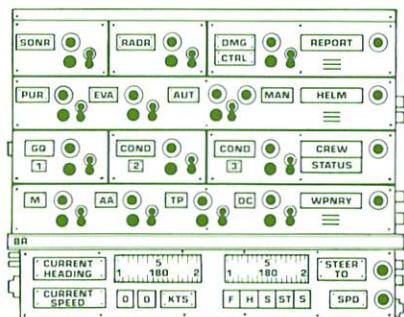 SONR RADR DMG REPORT
CTRL
PUR EVA AUT MAN HELM
GQ COND COND CREW
1 2 3 STATUS
M AA TP DC WPNRY
8A
CURRENT HEADING 5 5 STEER TO
1 180 2 1 180 2
CURRENT SPEED 0 0 KTS F H S ST S SPD